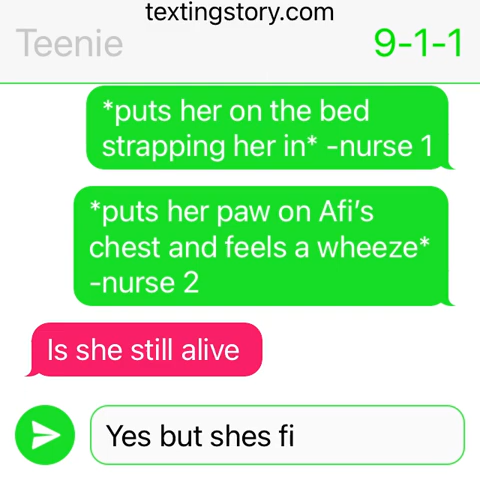 textingstory.com
Teenie 9-1-1
*puts her on the bed
strapping her in* -nurse 1
*puts her paw on Afi’s
chest and feels a wheeze*
-nurse 2
Is she still alive
Yes but shes fi